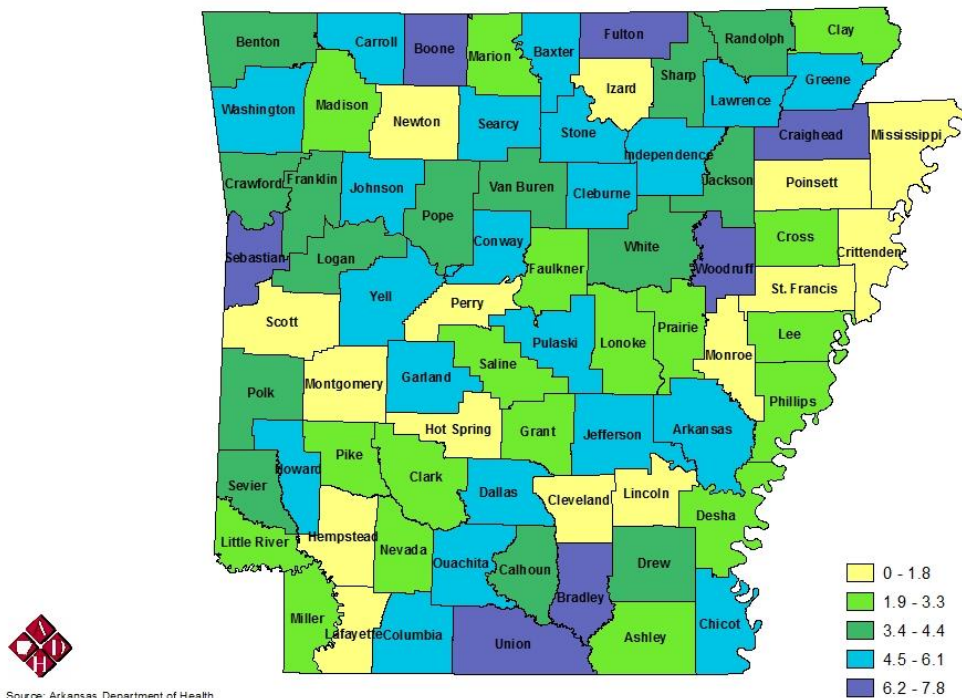 Benton
Carroll
Boone
Marion
Baxter
Fulton
Randolph
Clay
Sharp
Izard
Greene
Lawrence
Washington
Madison
Newton
Searcy
Stone
Craighead
Mississippi
Independence
Crawford
Franklin
Johnson
Van Buren
Cleburne
Jackson
Poinsett
Pope
Conway
White
Cross
Crittenden
Sebastian
Logan
Faulkner
Woodruff
St. Francis
Yell
Perry
Scott
Prairie
Lee
Pulaski
Lonoke
Monroe
Saline
Garland
Montgomery
Polk
Phillips
Hot Spring
Grant
Jefferson
Arkansas
Pike
Howard
Clark
Sevier
Dallas
Cleveland
Lincoln
Desha
Hempstead
Little River
Nevada
Ouachita
Calhoun
Drew
Bradley
Miller
Lafayette
Columbia
Union
Ashley
Chicot
0 - 1.8
1.9 - 3.3
3.4 - 4.4
4.5 - 6.1
6.2 - 7.8
A
D
H
Source: Arkansas Department of Health